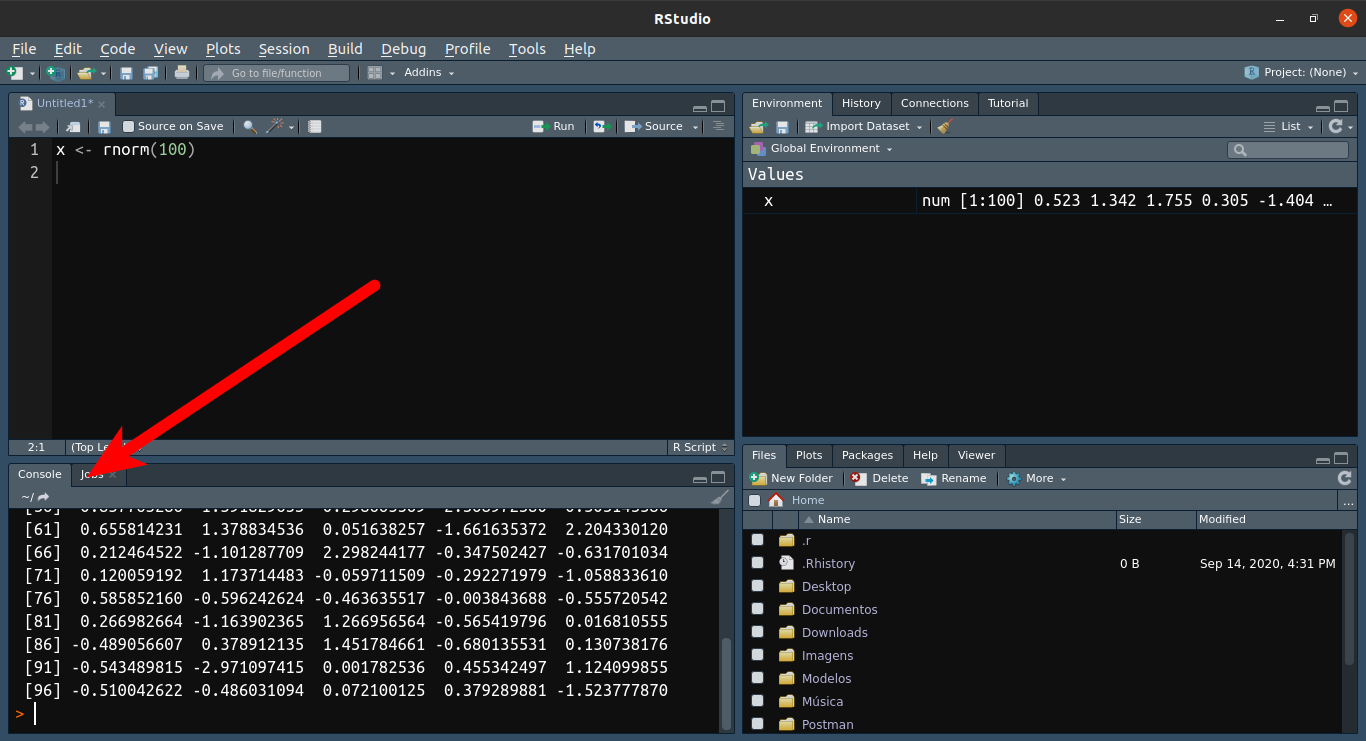 RStudio
File Edit Code View Plots Session Build Debug Profile Tools Help
Go to file/function Addins Project: (None)
Untitled1*
Source on Save Run Source
1 x <- rnorm(100)
2
2:1 R Script
Console Jobs
~/
[61] 0.655814231 1.378834536 0.051638257 -1.661635372 2.204330120
[66] 0.212464522 -1.101287709 2.298244177 -0.347502427 -0.631701034
[71] 0.120059192 1.173714483 -0.059711509 -0.292271979 -1.058833610
[76] 0.585852160 -0.596242624 -0.463635517 -0.003843688 -0.555720542
[81] 0.266982664 -1.163902365 1.266956564 -0.565419796 0.016810555
[86] -0.489056607 0.378912135 1.451784661 -0.680135531 0.130738176
[91] -0.543489815 -2.971097415 0.001782536 0.455342497 1.124099855
[96] -0.510042622 -0.486031094 0.072100125 0.379289881 -1.523777870
>
Environment History Connections Tutorial
Import Dataset List
Global Environment
Values
x num [1:100] 0.523 1.342 1.755 0.305 -1.404 …
Files Plots Packages Help Viewer
New Folder Delete Rename More
Home ...
Name Size Modified
.r
.Rhistory 0 B Sep 14, 2020, 4:31 PM
Desktop
Documentos
Downloads
Imagens
Modelos
Música
Postman